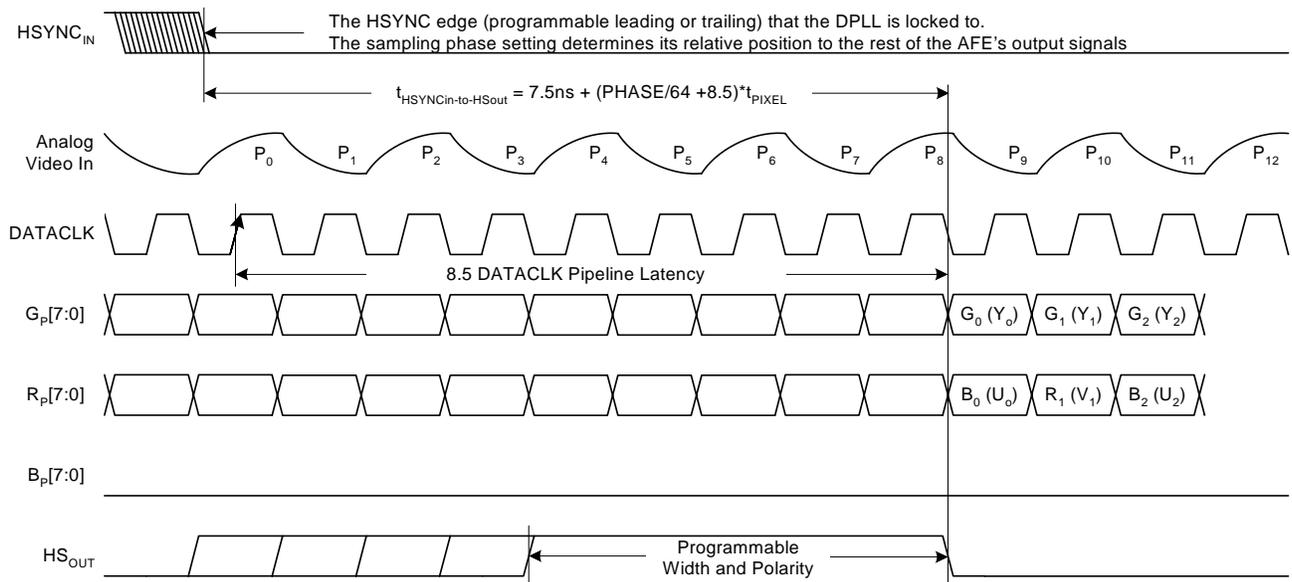 HSYNC_IN
The HSYNC edge (programmable leading or trailing) that the DPLL is locked to.
The sampling phase setting determines its relative position to the rest of the AFE's output signals
t_HSYNCin-to-HSout = 7.5ns + (PHASE/64 +8.5)*t_PIXEL
Analog
Video In
P_0 P_1 P_2 P_3 P_4 P_5 P_6 P_7 P_8 P_9 P_10 P_11 P_12
DATACLK
8.5 DATACLK Pipeline Latency
G_P[7:0]
G_0 (Y_o) G_1 (Y_1) G_2 (Y_2)
R_P[7:0]
B_0 (U_o) R_1 (V_1) B_2 (U_2)
B_P[7:0]
HS_OUT
Programmable
Width and Polarity